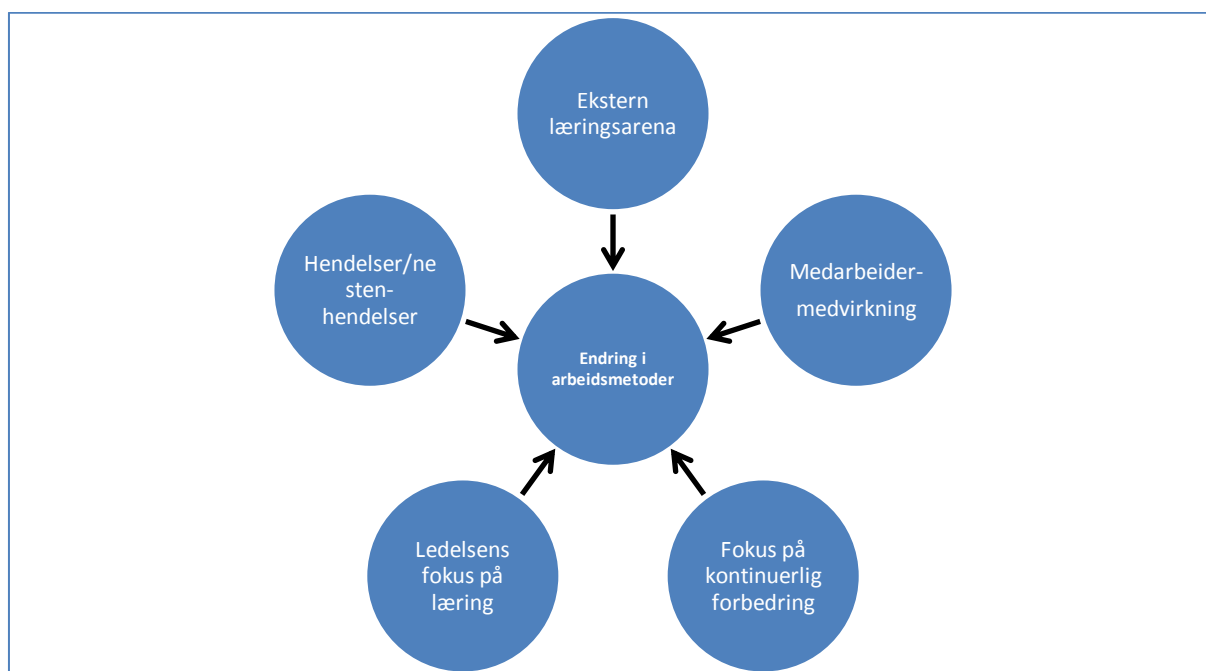 Ekstern
læringsarena
Hendelser/ne
sten-
hendelser
Medarbeider-
medvirkning
Endring i
arbeidsmetoder
Ledelsens
fokus på
læring
Fokus på
kontinuerlig
forbedring